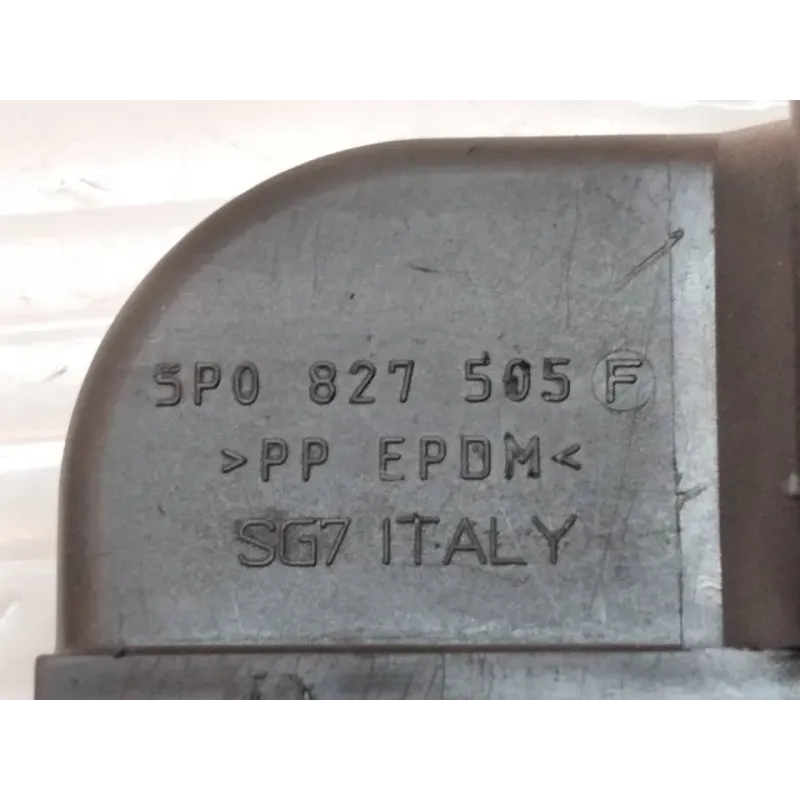 5P0 827 505 F
>PP EPDM<
SG7 ITALY